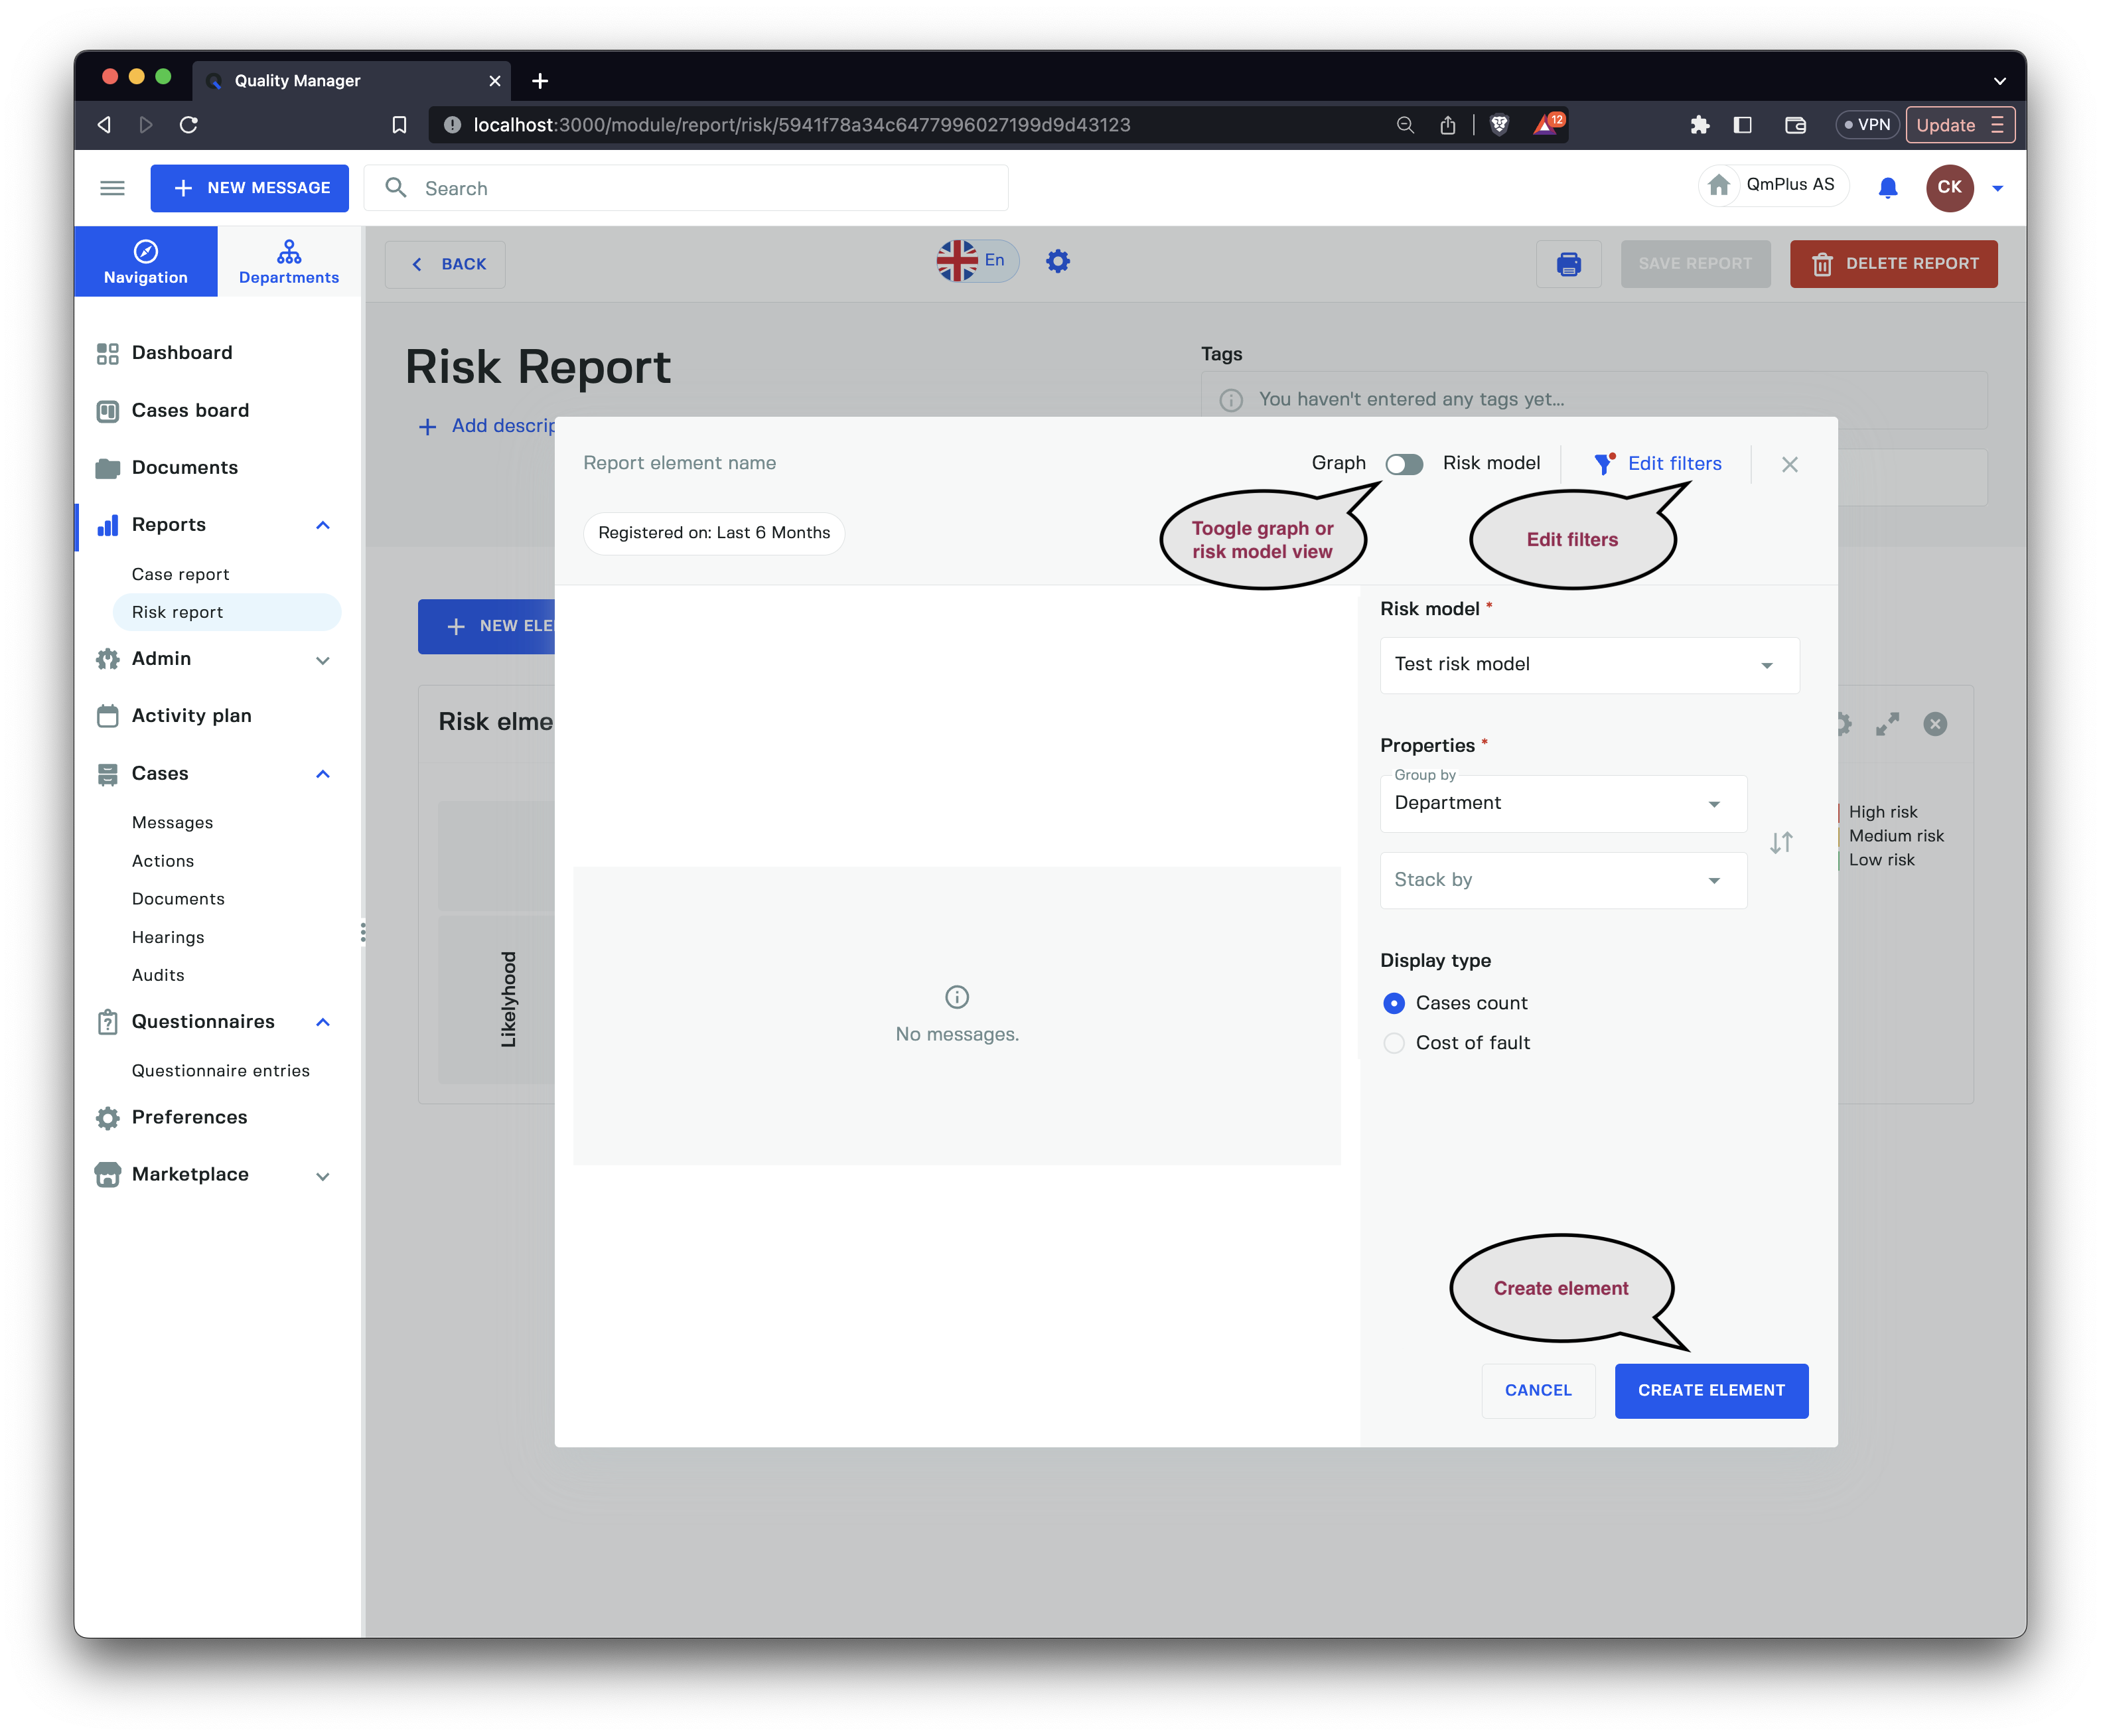 Quality Manager
localhost:3000/module/report/risk/5941f78a34c6477996027199d9d43123
12
VPN
Update
NEW MESSAGE
Search
QmPlus AS
CK
Navigation
Departments
BACK
En
SAVE REPORT
DELETE REPORT
Dashboard
Cases board
Documents
Reports
Case report
Risk report
Admin
Activity plan
Cases
Messages
Actions
Documents
Hearings
Audits
Questionnaires
Questionnaire entries
Preferences
Marketplace
Risk Report
Add descrip
Tags
You haven't entered any tags yet...
Report element name
Graph
Risk model
Edit filters
Registered on: Last 6 Months
Toogle graph or
risk model view
Edit filters
NEW ELE
Risk elme
Likelyhood
No messages.
Risk model *
Test risk model
Properties *
Group by
Department
Stack by
Display type
Cases count
Cost of fault
High risk
Medium risk
Low risk
Create element
CANCEL
CREATE ELEMENT